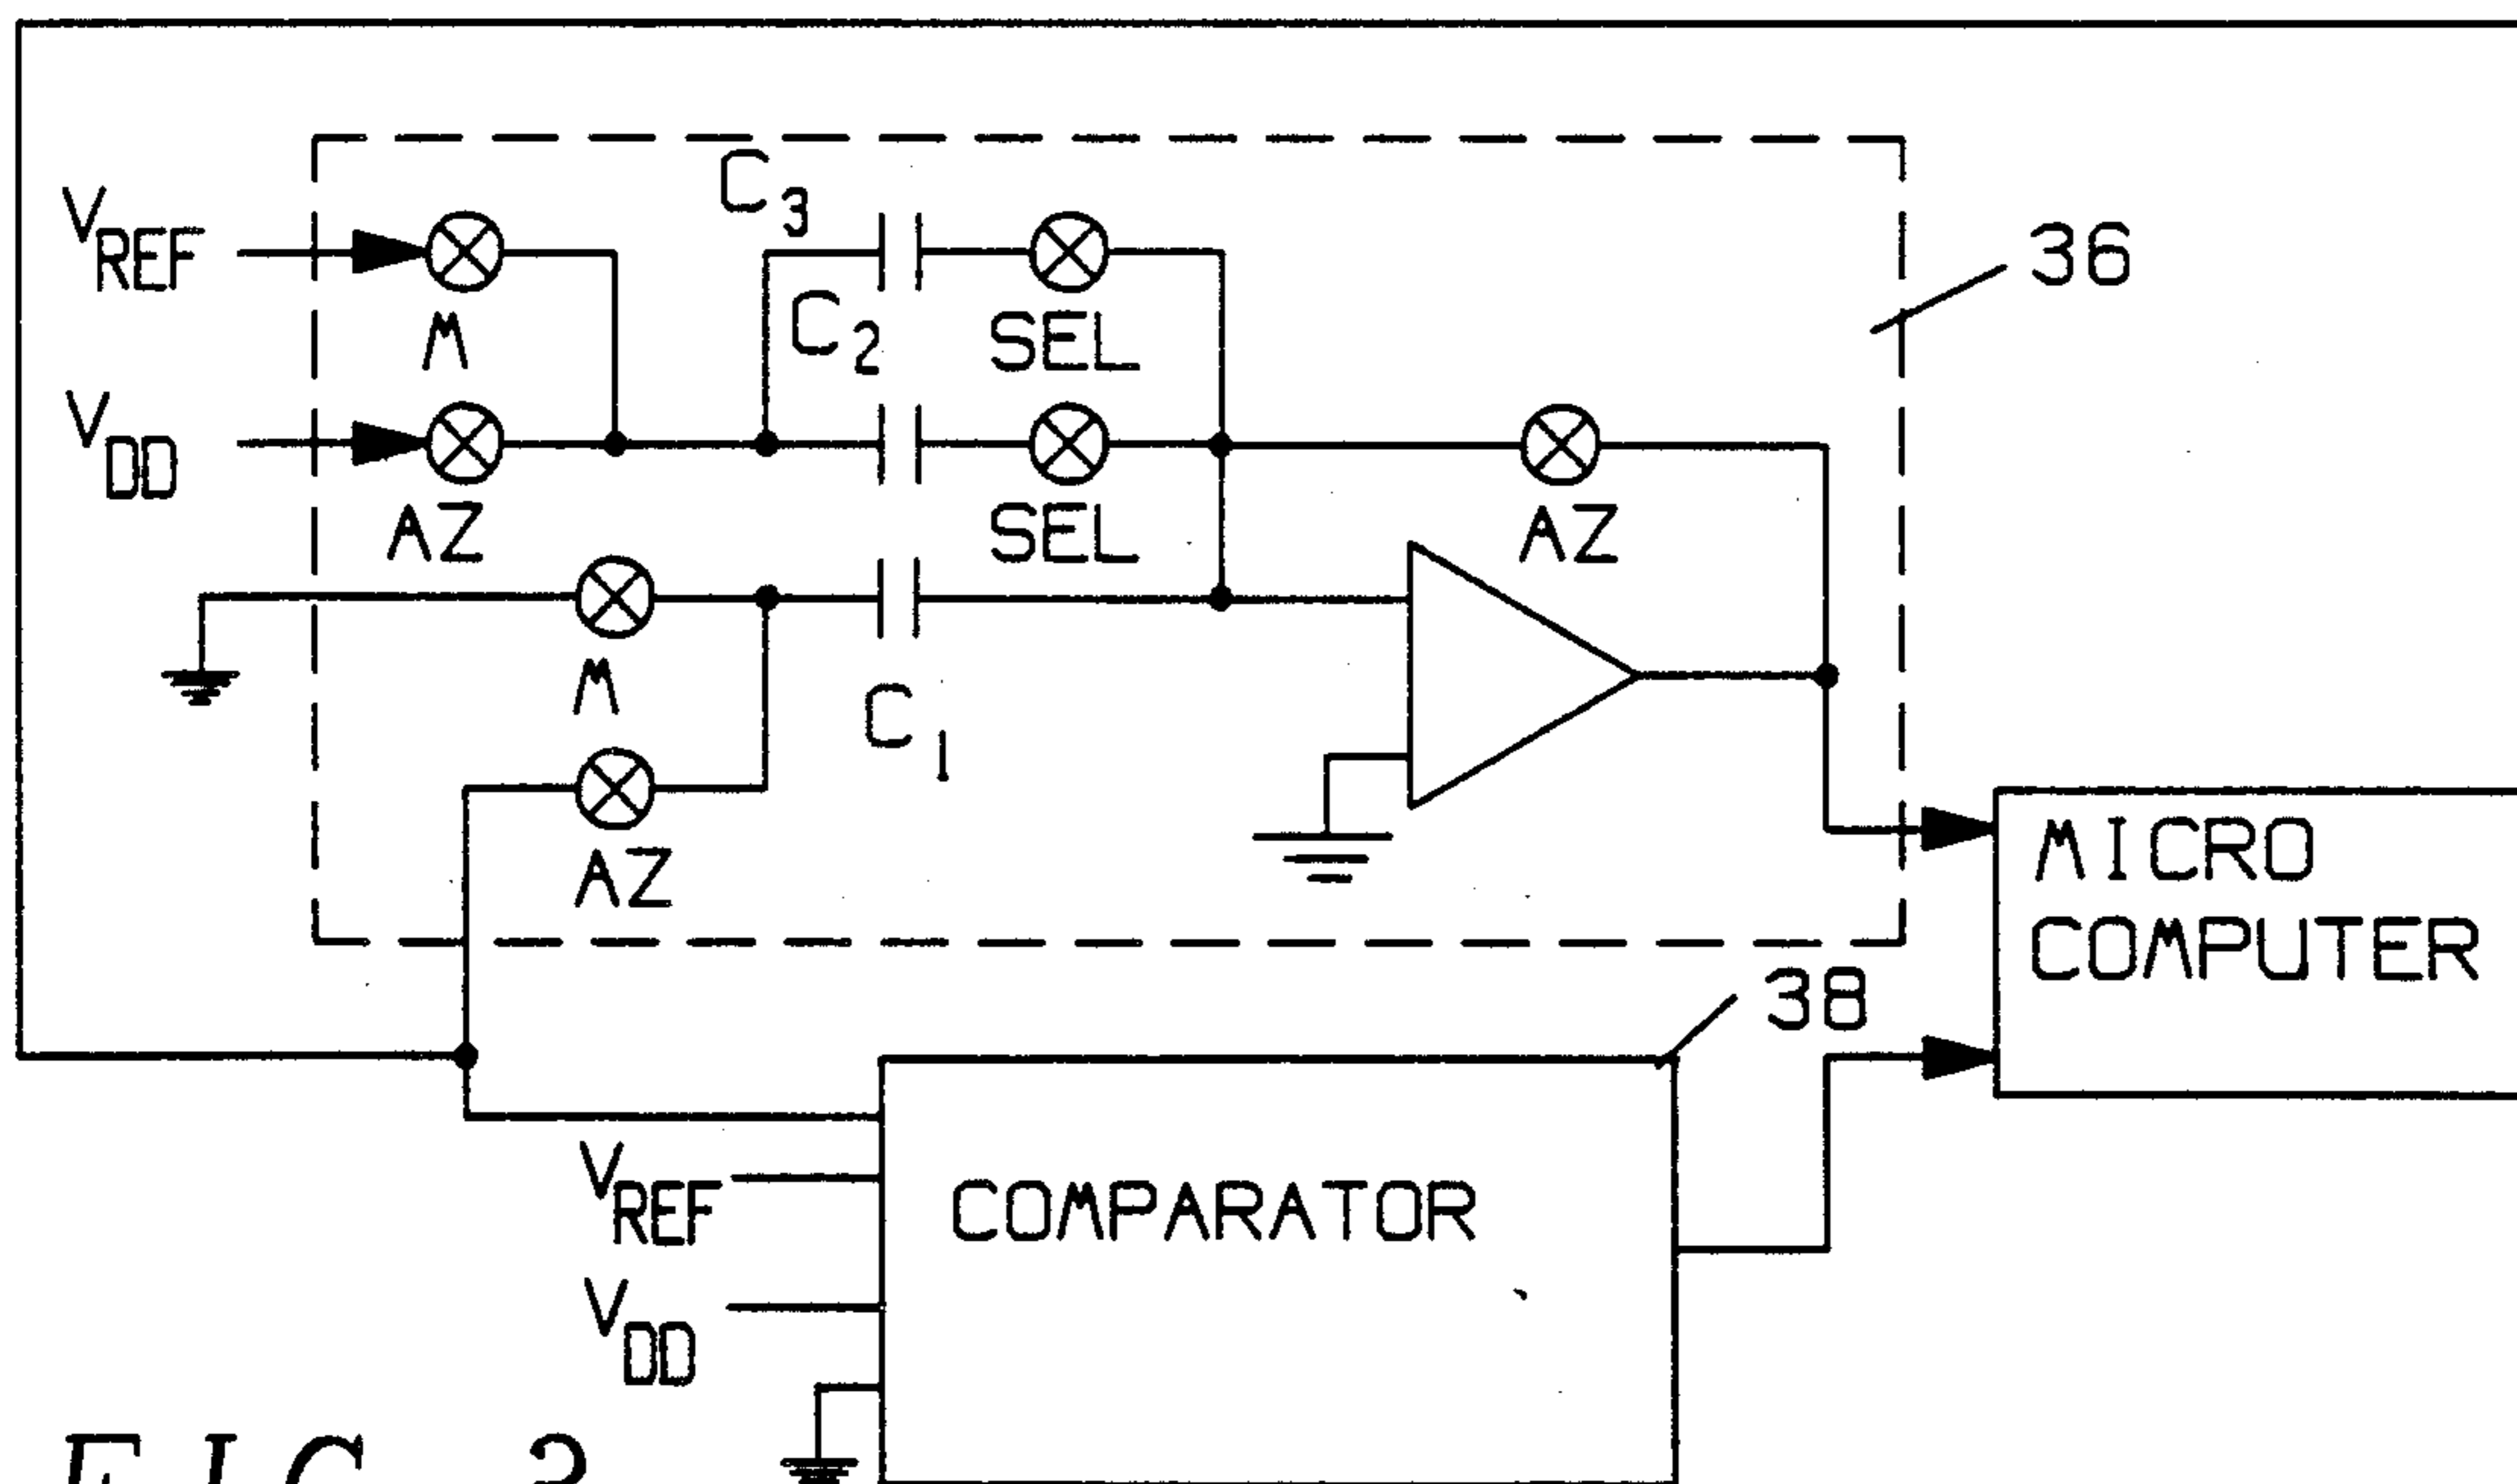 C3
VREF
36
C2
M
SEL
VDD
AZ
SEL
AZ
M
C1
AZ
MICRO
COMPUTER
38
VREF
COMPARATOR
VDD